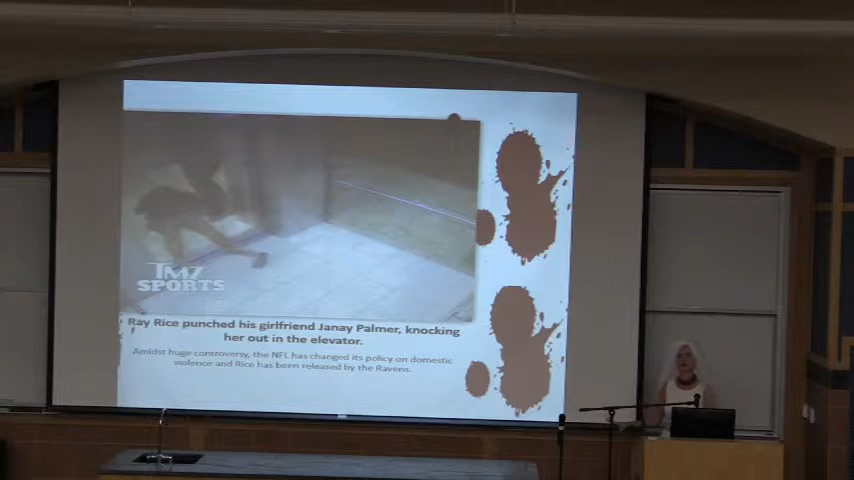 TMZ
SPORTS
Ray Rice punched his girlfriend Janay Palmer, knocking
her out in the elevator.
Amidst huge controversy, the NFL has changed its policy on domestic
violence and Rice has been released by the Ravens.